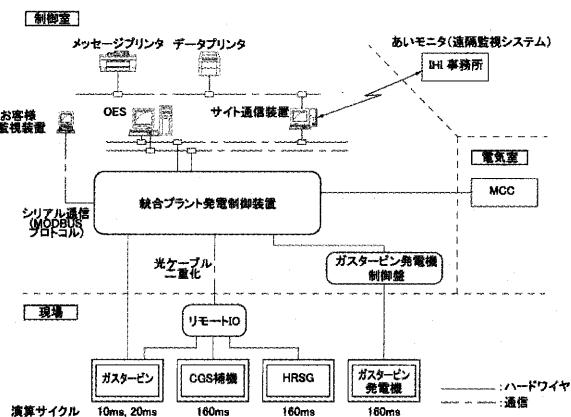 制御室
メッセージプリンタ
データプリンタ
あいモニタ(遠隔監視システム)
IHI 事務所
お客様
監視装置
OES
サイト通信装置
電気室
MCC
統合プラント発電制御装置
シリアル通信
(MODBUS
プロトコル)
光ケーブル
二重化
ガスタービン発電機
制御盤
現場
リモートIO
ガスタービン
CGS補機
HRSG
ガスタービン
発電機
:ハードワイヤ
:通信
演算サイクル
10ms, 20ms
160ms
160ms
160ms